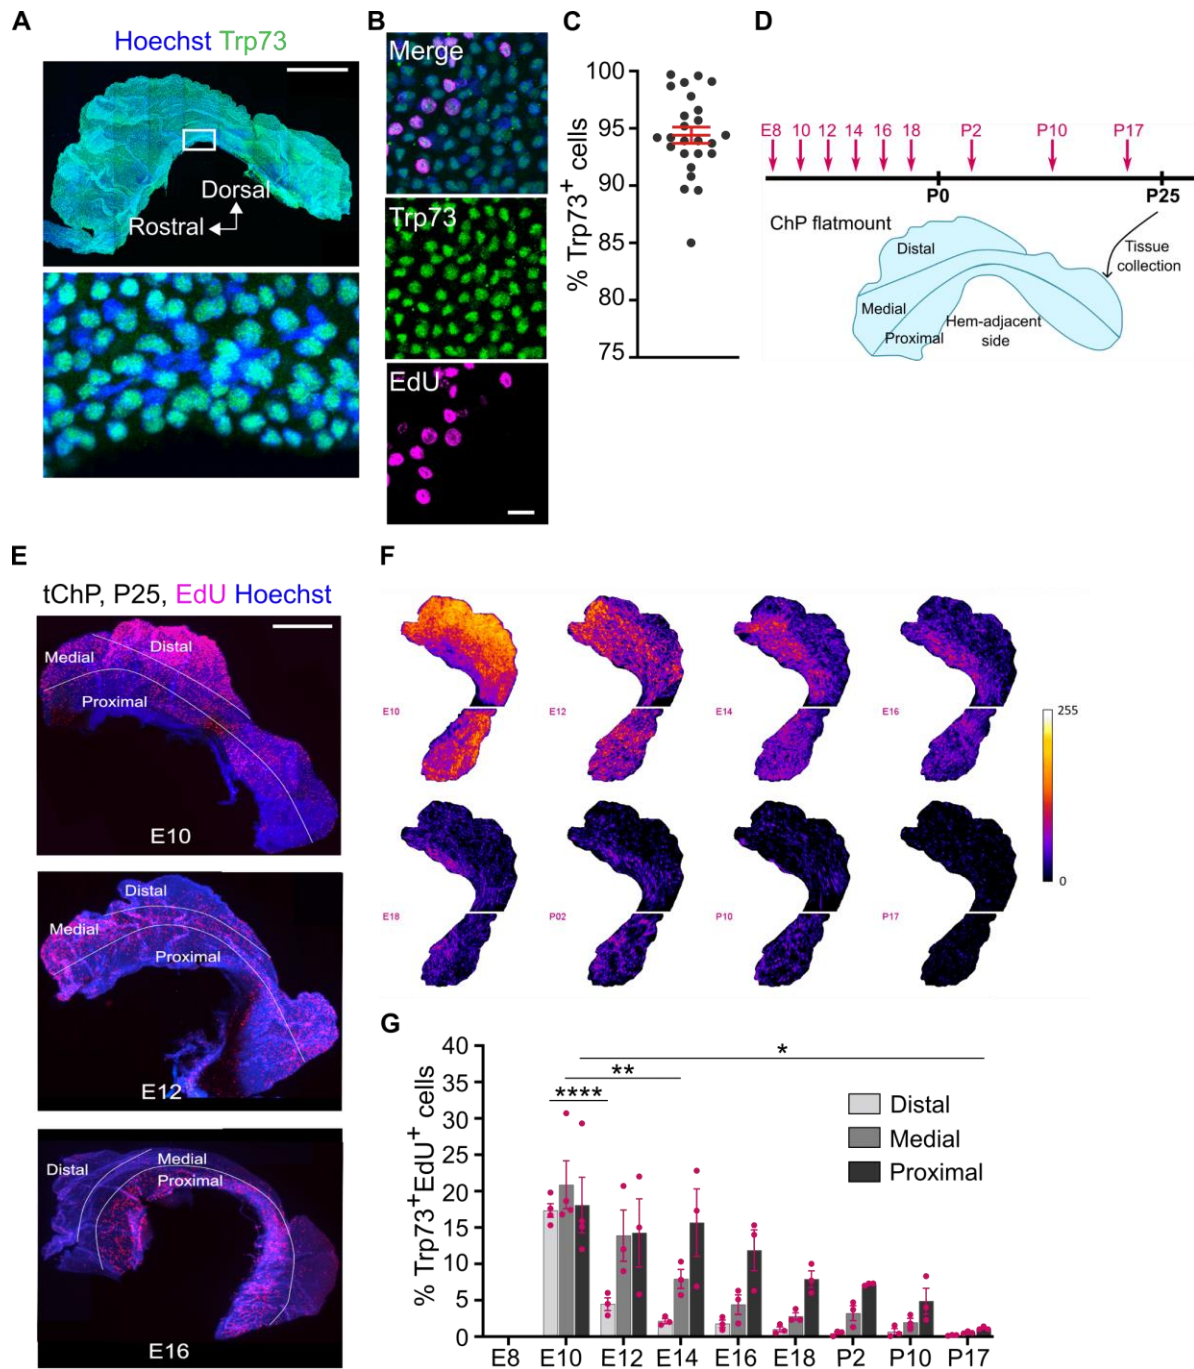 A
Hoechst Trp73
Dorsal
Rostral
B
Merge
Trp73
EdU
C
% Trp73+ cells
100
95
90
85
80
75
D
E8 10 12 14 16 18 P2 P10 P17
P0 P25
ChP flatmount
Distal
Tissue
collection
Medial
Proximal
Hem-adjacent
side
E
tChP, P25, EdU Hoechst
Distal
Medial
Proximal
E10
Distal
Medial
Proximal
E12
Medial
Distal
Proximal
E16
F
E10 E12 E14 E16
255
0
E18 P02 P10 P17
G
% Trp73+EdU+ cells
40
35
30
25
20
15
10
5
0
*
**
****
Distal
Medial
Proximal
E8 E10 E12 E14 E16 E18 P2 P10 P17